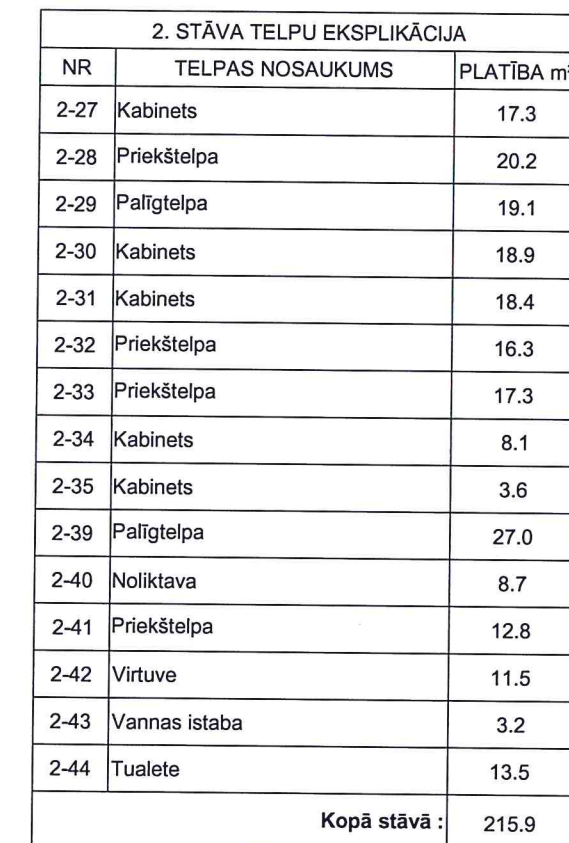 2. STĀVA TELPU EKSPLIKĀCIJA
NR TELPAS NOSAUKUMS PLATĪBA m²
2-27 Kabinets 17.3
2-28 Priekštelpa 20.2
2-29 Palīgtelpa 19.1
2-30 Kabinets 18.9
2-31 Kabinets 18.4
2-32 Priekštelpa 16.3
2-33 Priekštelpa 17.3
2-34 Kabinets 8.1
2-35 Kabinets 3.6
2-39 Palīgtelpa 27.0
2-40 Noliktava 8.7
2-41 Priekštelpa 12.8
2-42 Virtuve 11.5
2-43 Vannas istaba 3.2
2-44 Tualete 13.5
Kopā stāvā : 215.9